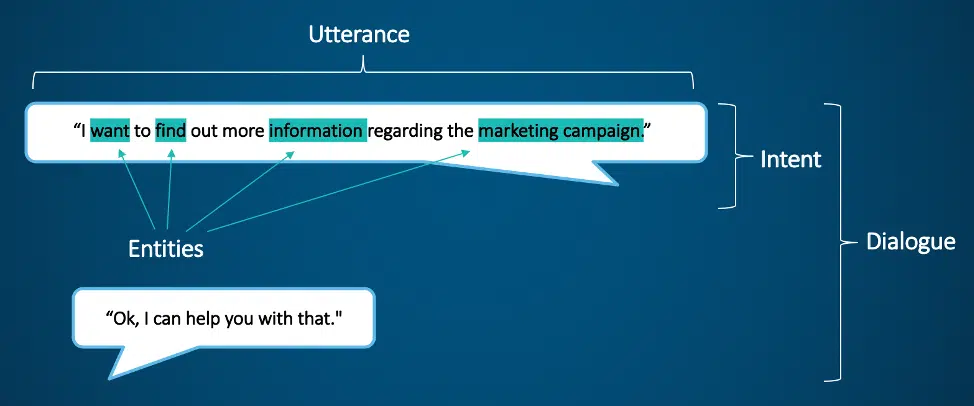 Utterance
“I want to find out more information regarding the marketing campaign.”
Intent
Dialogue
Entities
“Ok, I can help you with that."